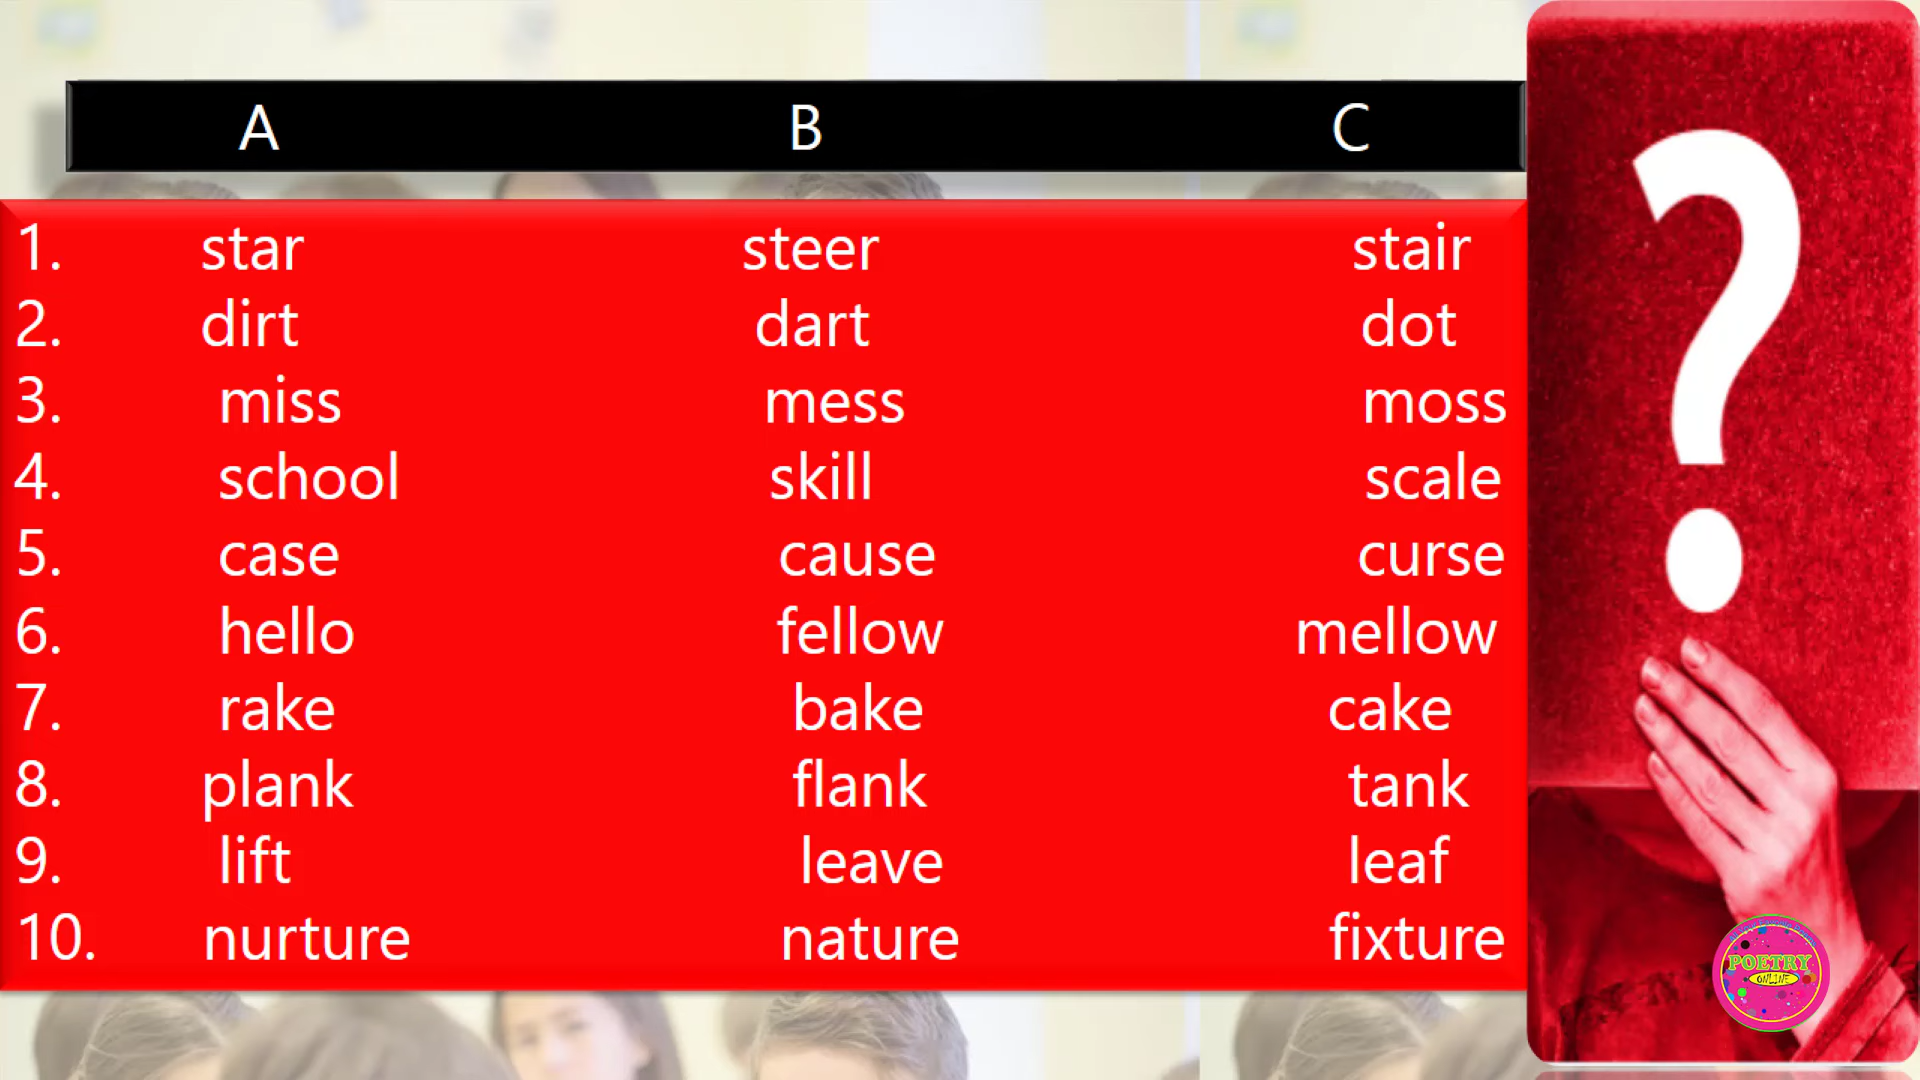 A B C
1. star steer stair
2. dirt dart dot
3. miss mess moss
4. school skill scale
5. case cause curse
6. hello fellow mellow
7. rake bake cake
8. plank flank tank
9. lift leave leaf
10. nurture nature fixture
?
POETRY
ONLINE